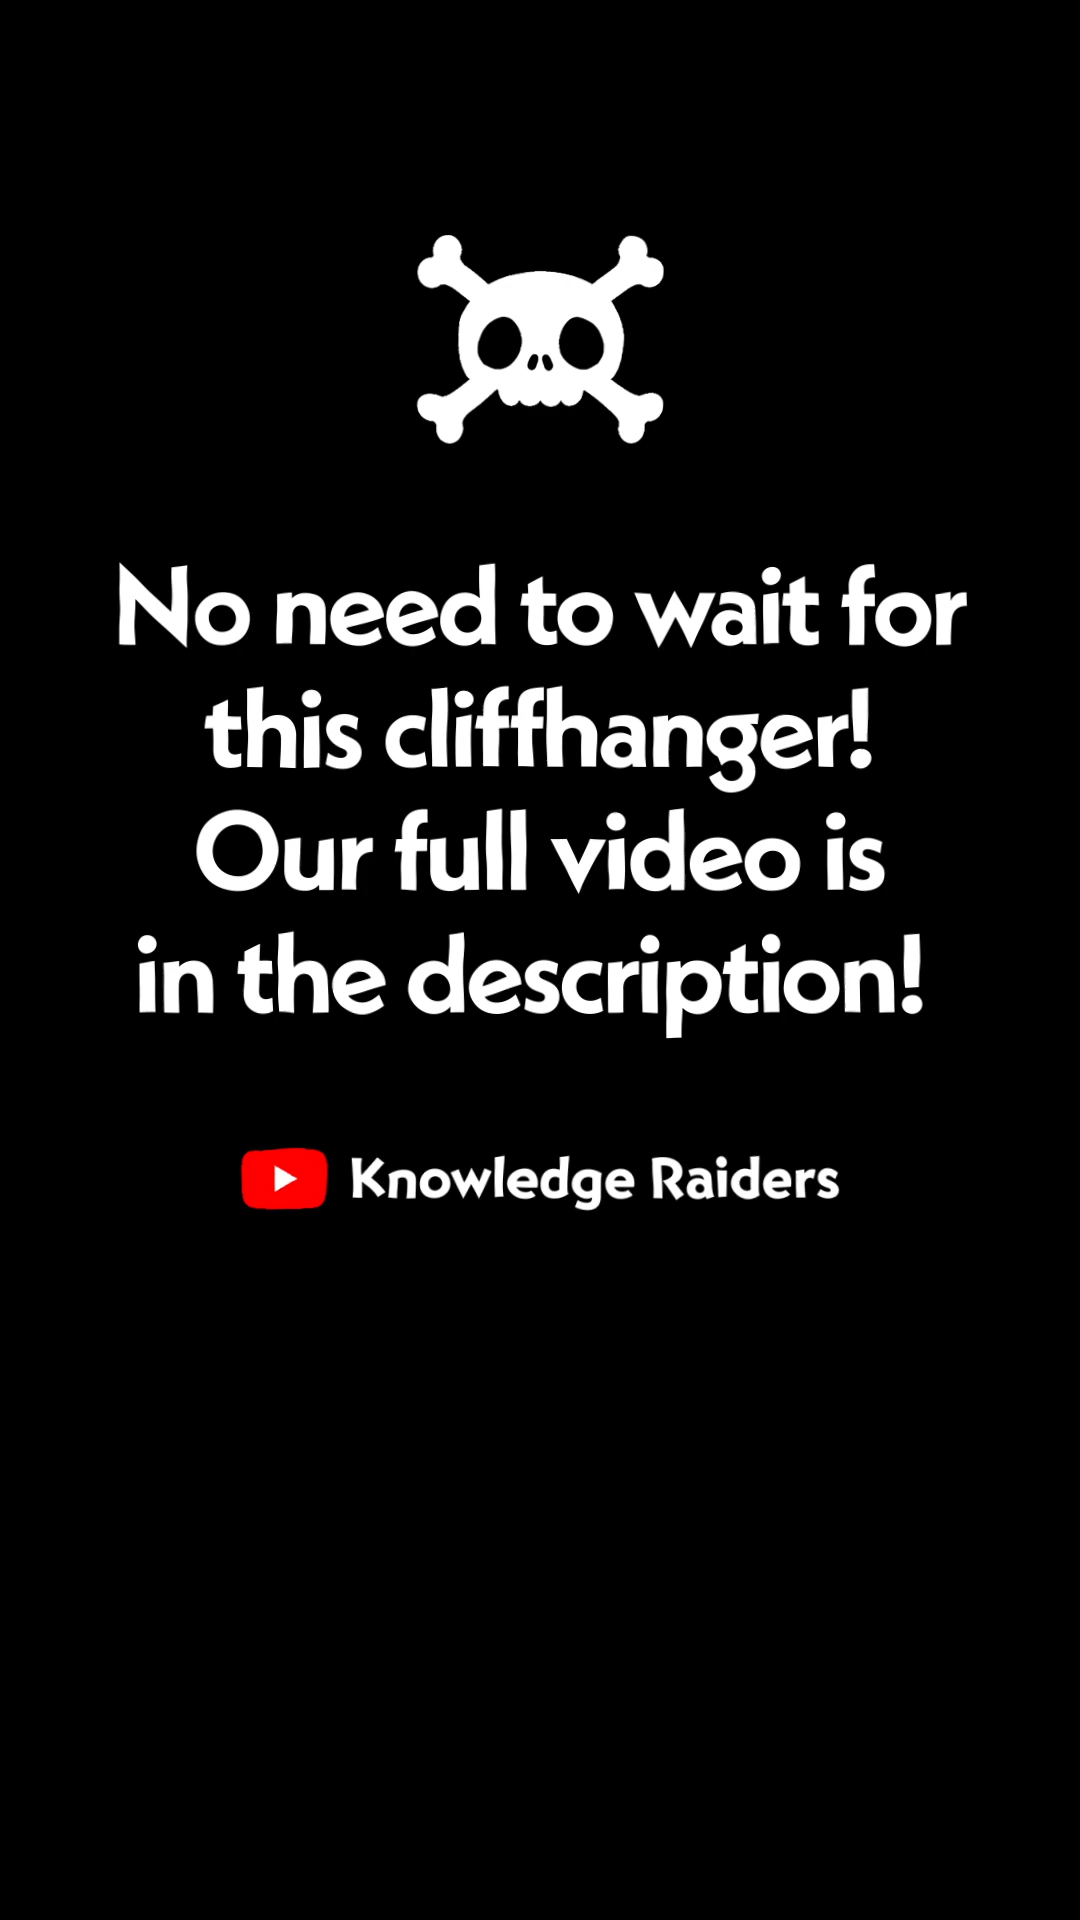 No need to wait for
this cliffhanger!
Our full video is
in the description!
Knowledge Raiders